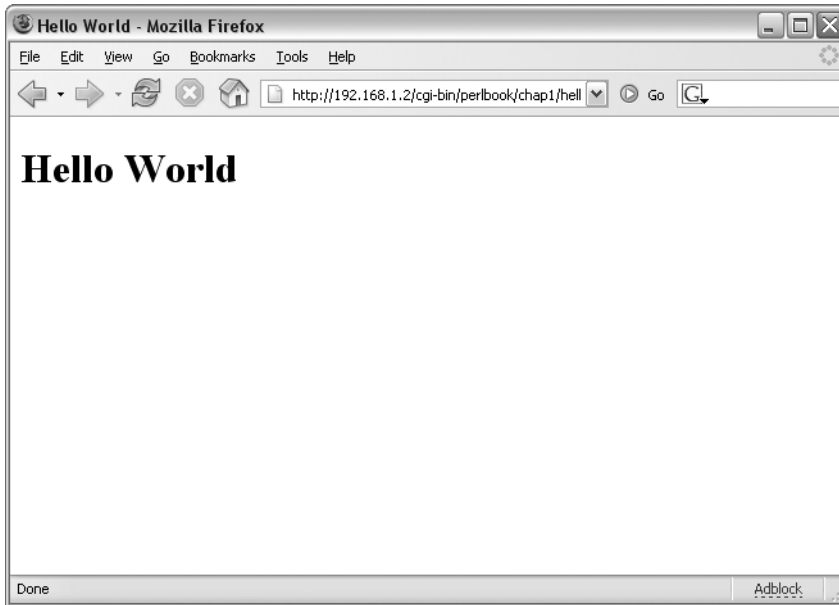 Hello World - Mozilla Firefox
File Edit View Go Bookmarks Tools Help
http://192.168.1.2/cgi-bin/perlbook/chap1/hell Go G
Hello World
Done Adblock